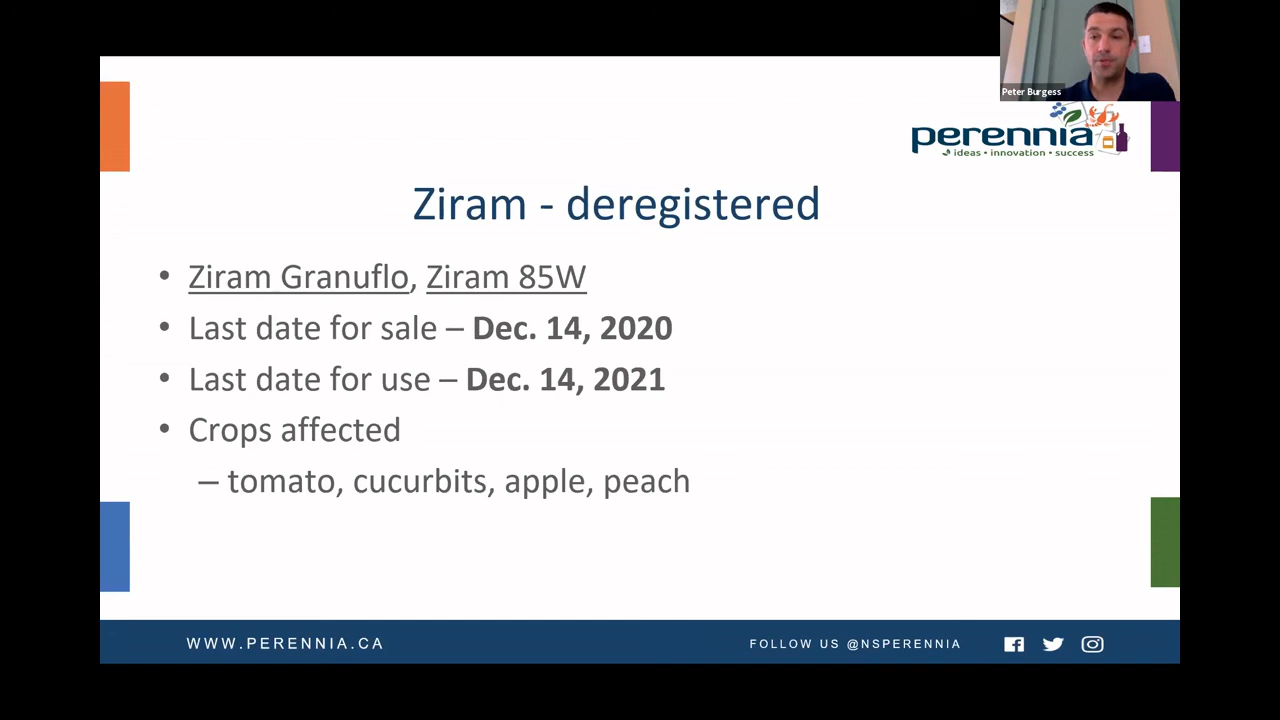 Peter Burgess
perennia
ideas • innovation • success
Ziram - deregistered
• Ziram Granuflo, Ziram 85W
• Last date for sale – Dec. 14, 2020
• Last date for use – Dec. 14, 2021
• Crops affected
– tomato, cucurbits, apple, peach
WWW.PERENNIA.CA
FOLLOW US @NSPERENNIA